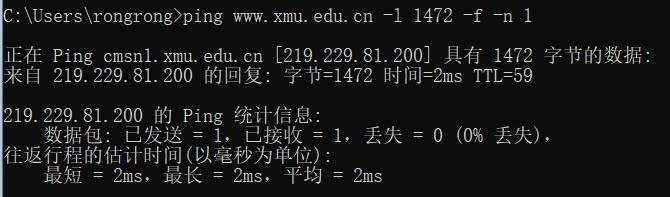 C:\Users\rongrong>ping www.xmu.edu.cn -l 1472 -f -n 1
正在 Ping cmsn1.xmu.edu.cn [219.229.81.200] 具有 1472 字节的数据:
来自 219.229.81.200 的回复: 字节=1472 时间=2ms TTL=59
219.229.81.200 的 Ping 统计信息:
数据包: 已发送 = 1，已接收 = 1，丢失 = 0 (0% 丢失)，
往返行程的估计时间(以毫秒为单位):
最短 = 2ms，最长 = 2ms，平均 = 2ms